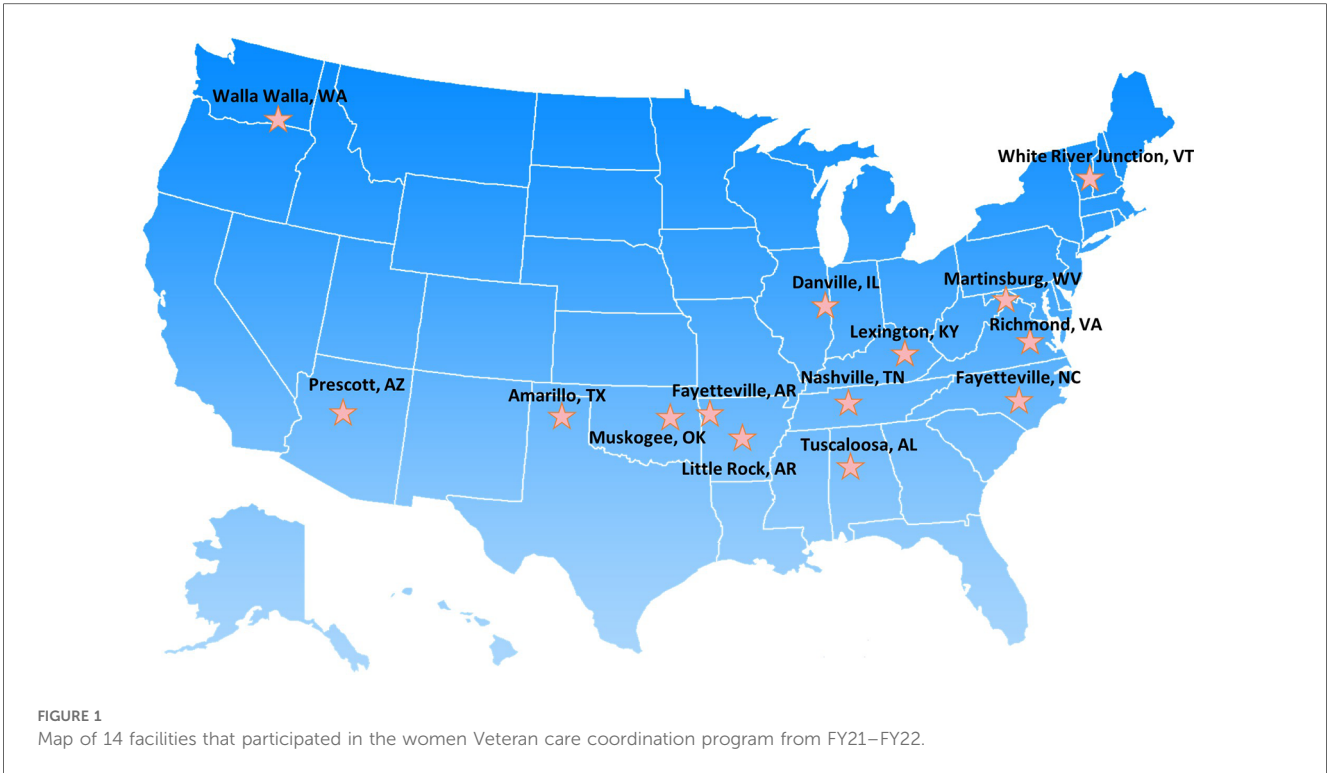 Walla Walla, WA
White River Junction, VT
Danville, IL
Martinsburg, WV
Lexington, KY
Richmond, VA
Prescott, AZ
Amarillo, TX
Fayetteville, AR
Nashville, TN
Fayetteville, NC
Muskogee, OK
Tuscaloosa, AL
Little Rock, AR
FIGURE 1
Map of 14 facilities that participated in the women Veteran care coordination program from FY21–FY22.